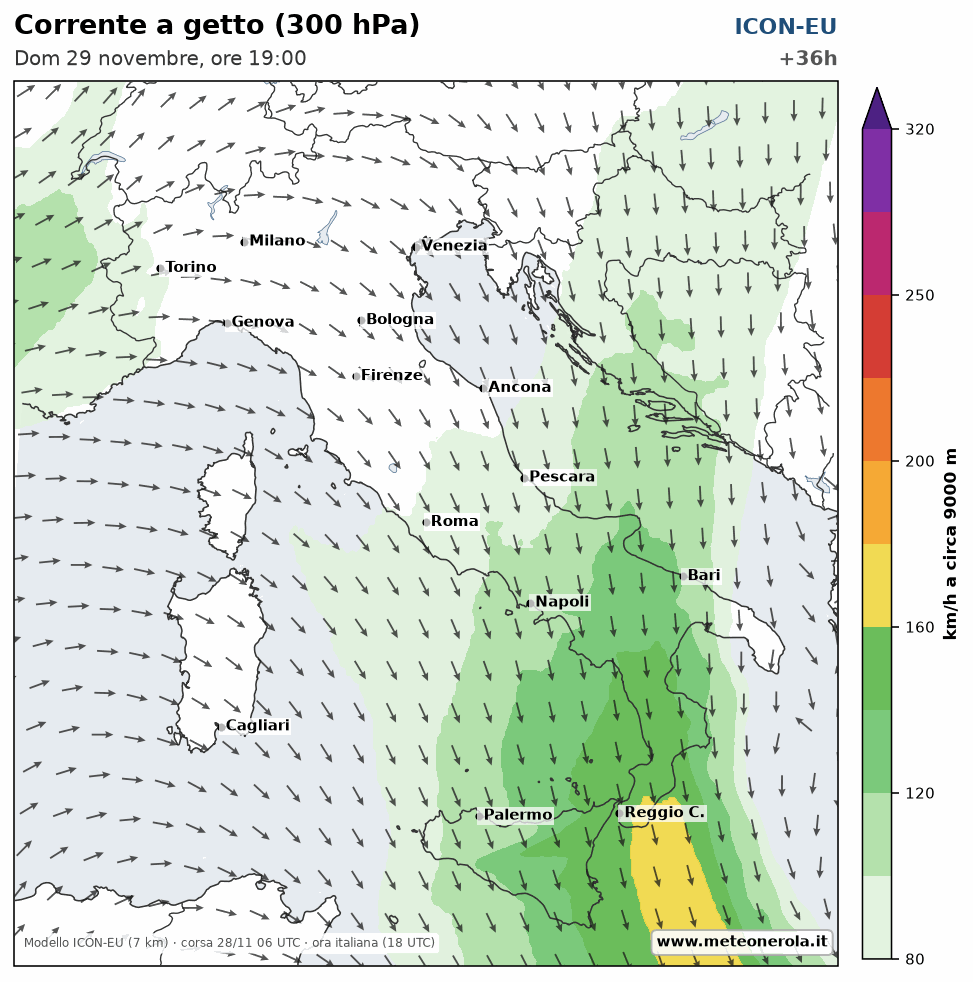 Corrente a getto (300 hPa)
ICON-EU
Dom 29 novembre, ore 19:00
+36h
Milano
Venezia
Torino
Genova
Bologna
Firenze
Ancona
Pescara
Roma
Bari
Napoli
Cagliari
Palermo
Reggio C.
320
250
200
160
120
80
km/h a circa 9000 m
Modello ICON-EU (7 km) · corsa 28/11 06 UTC · ora italiana (18 UTC)
www.meteonerola.it